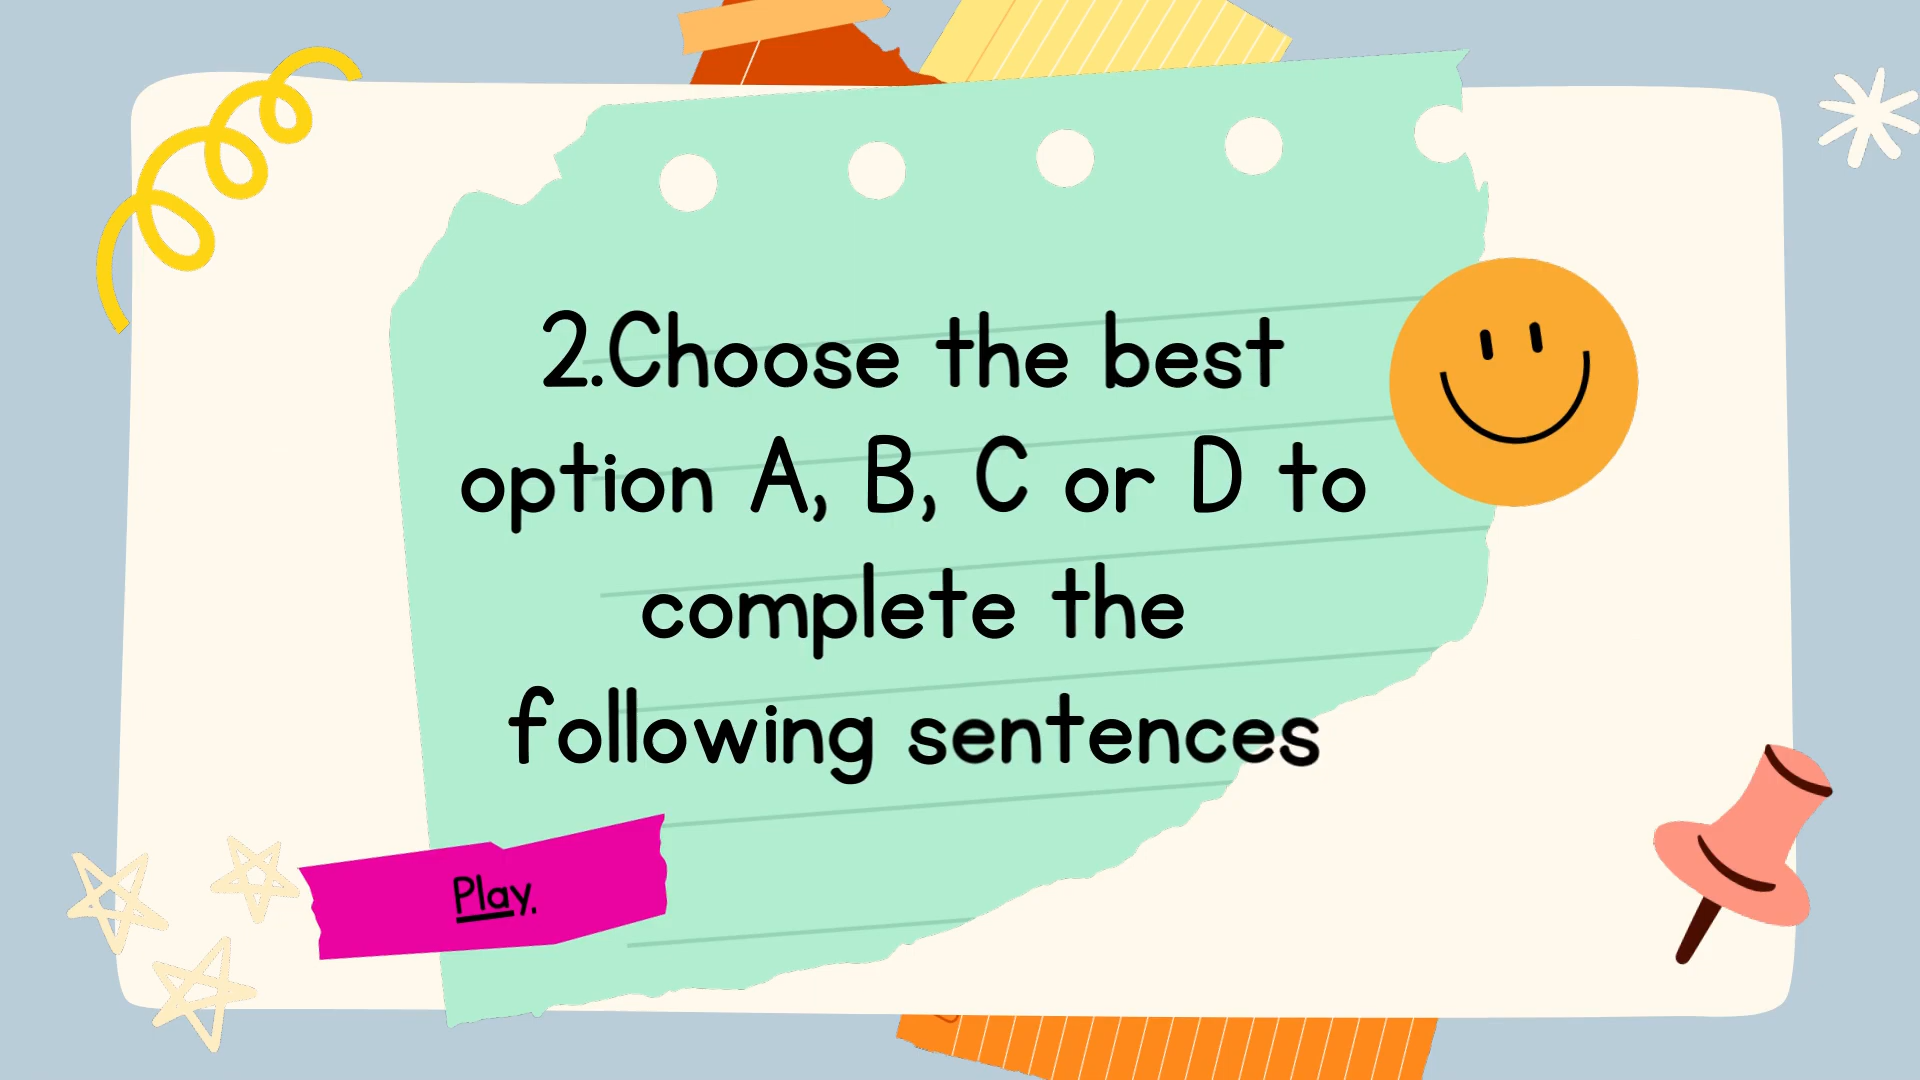 2.Choose the best
option A, B, C or D to
complete the
following sentences
Play.